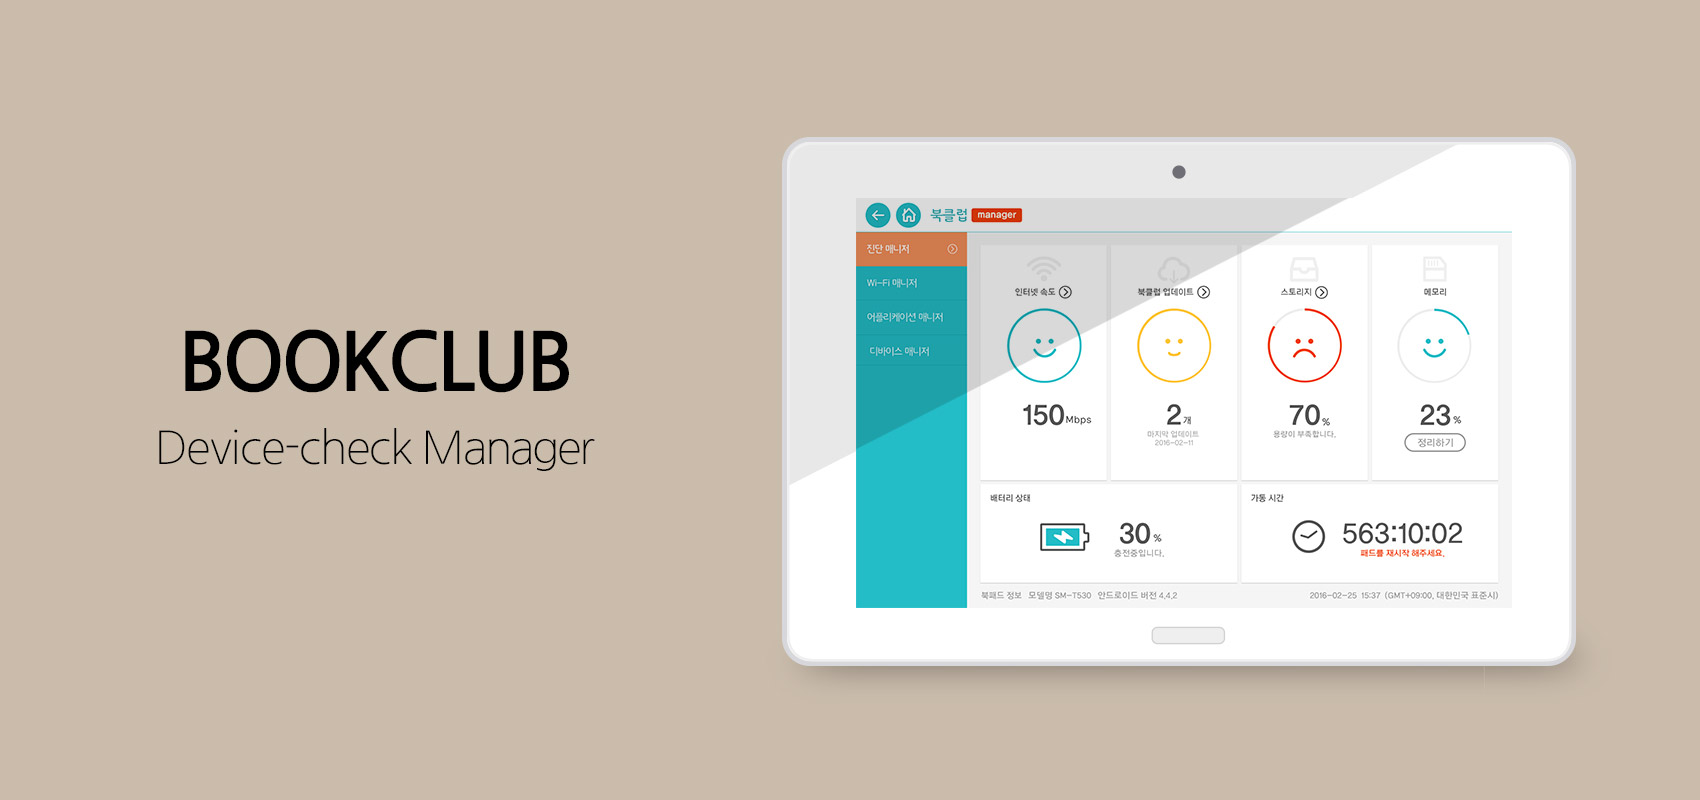 BOOKCLUB
Device-check Manager
북클럽 manager
진단 매니저
Wi-Fi 매니저
어플리케이션 매니저
디바이스 매니저
인터넷 속도
150 Mbps
북클럽 업데이트
2 개
마지막 업데이트
2016-02-11
스토리지
70 %
용량이 부족합니다.
메모리
23 %
정리하기
배터리 상태
30 %
충전중입니다.
가동 시간
563:10:02
패드를 재시작 해주세요.
북패드 정보 모델명 SM-T530 안드로이드 버전 4.4.2
2016-02-25 15:37 (GMT+09:00, 대한민국 표준시)